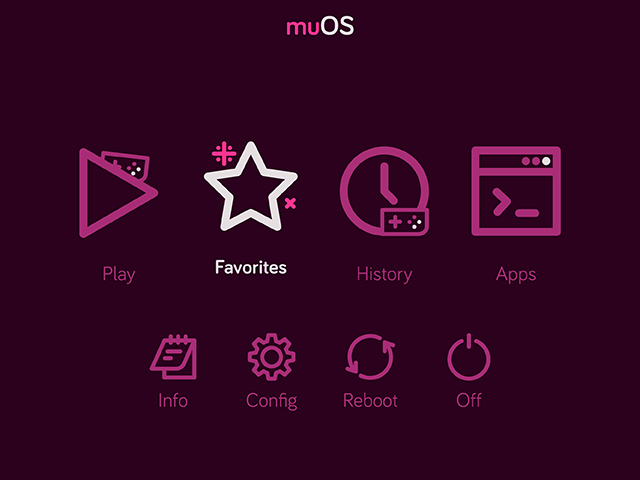 muOS
Play
Favorites
History
Apps
Info
Config
Reboot
Off